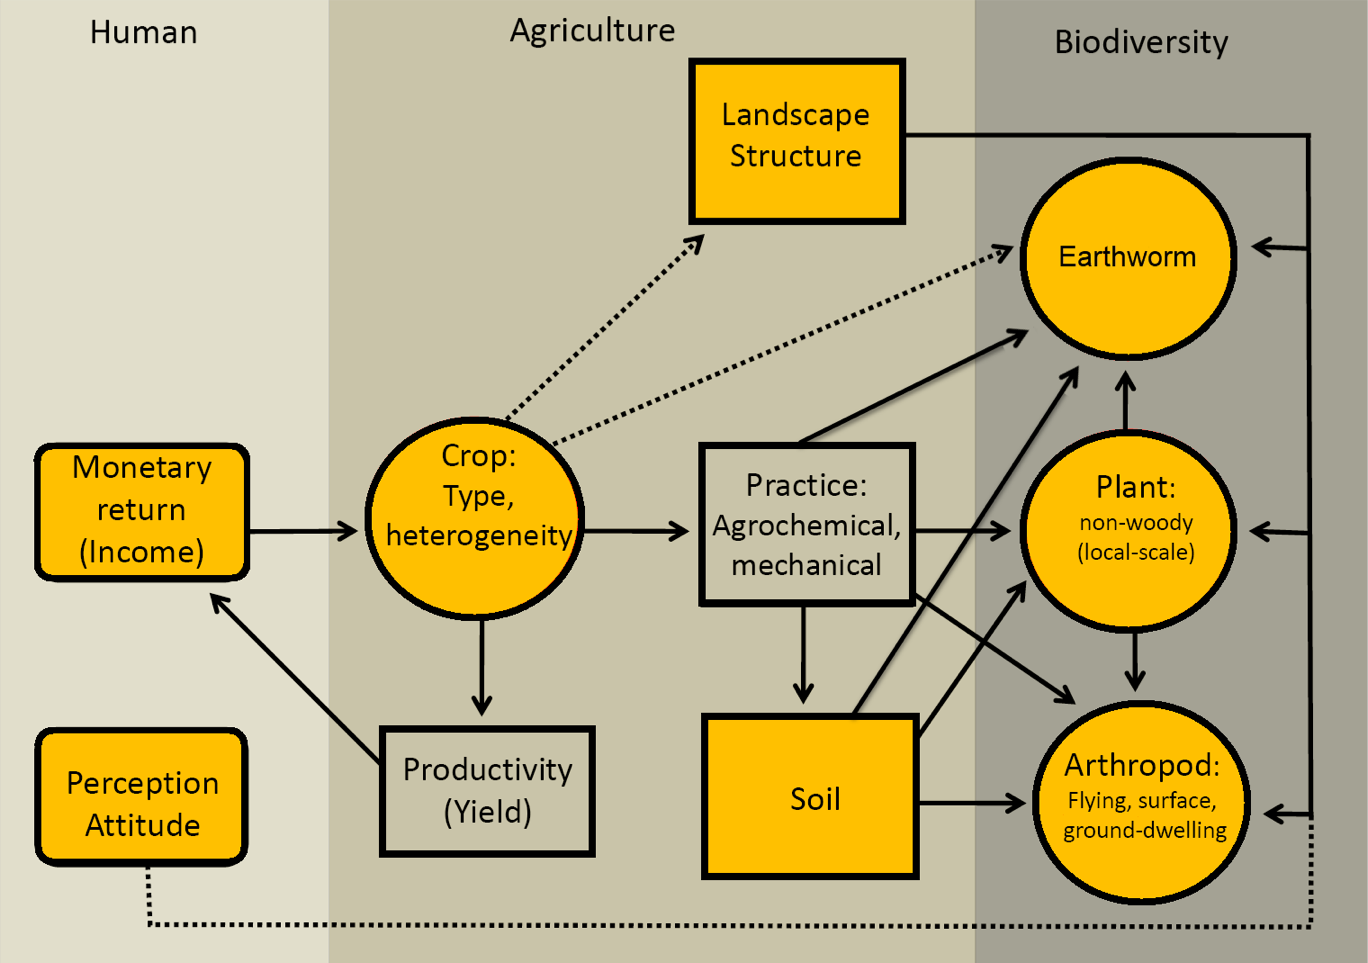 Human
Agriculture
Biodiversity
Landscape
Structure
Earthworm
Monetary
return
(Income)
Crop:
Type,
heterogeneity
Practice:
Agrochemical,
mechanical
Plant:
non-woody
(local-scale)
Perception
Attitude
Productivity
(Yield)
Soil
Arthropod:
Flying, surface,
ground-dwelling